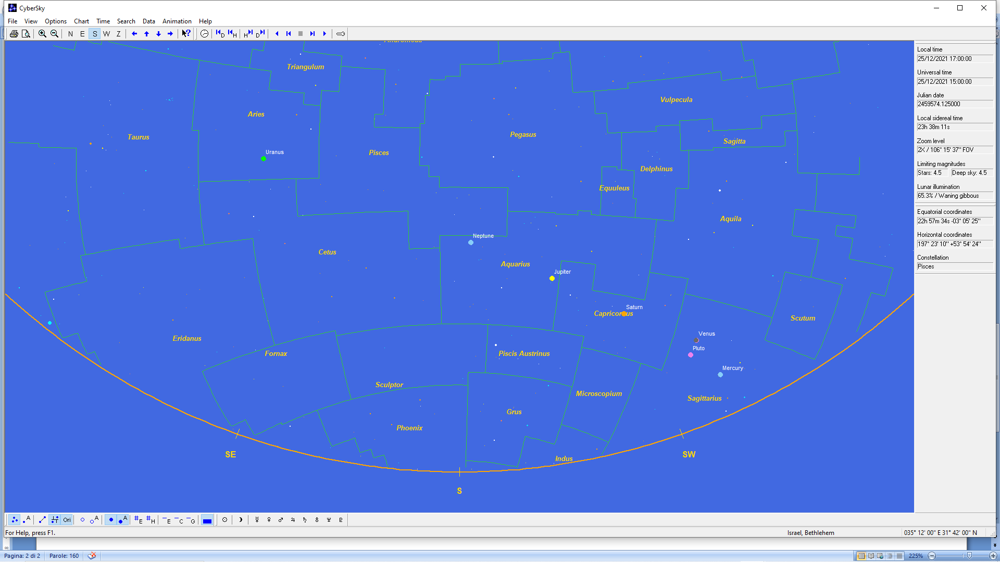 CyberSky
File View Options Chart Time Search Data Animation Help
N E S W Z D H H D
Andromeda
Triangulum
Vulpecula
Aries
Pegasus
Taurus
Sagitta
Uranus
Pisces
Delphinus
Equuleus
Aquila
Neptune
Cetus
Aquarius
Jupiter
Saturn
Capricornus
Scutum
Venus
Eridanus
Pluto
Fornax
Piscis Austrinus
Mercury
Sculptor
Microscopium
Sagittarius
Grus
Phoenix
SE
SW
Indus
S
Local time
25/12/2021 17:00:00
Universal time
25/12/2021 15:00:00
Julian date
2459574.125000
Local sidereal time
23h 38m 11s
Zoom level
2X / 106° 15' 37" FOV
Limiting magnitudes
Stars: 4.5 Deep sky: 4.5
Lunar illumination
65.3% / Waning gibbous
Equatorial coordinates
22h 57m 34s -03° 05' 25"
Horizontal coordinates
197° 23' 10" +53° 54' 24"
Constellation
Pisces
A Ori A A #E #H E C G
For Help, press F1.
Israel, Bethlehem
035° 12' 00" E 31° 42' 00" N
Pagina: 2 di 2 Parole: 160
225%